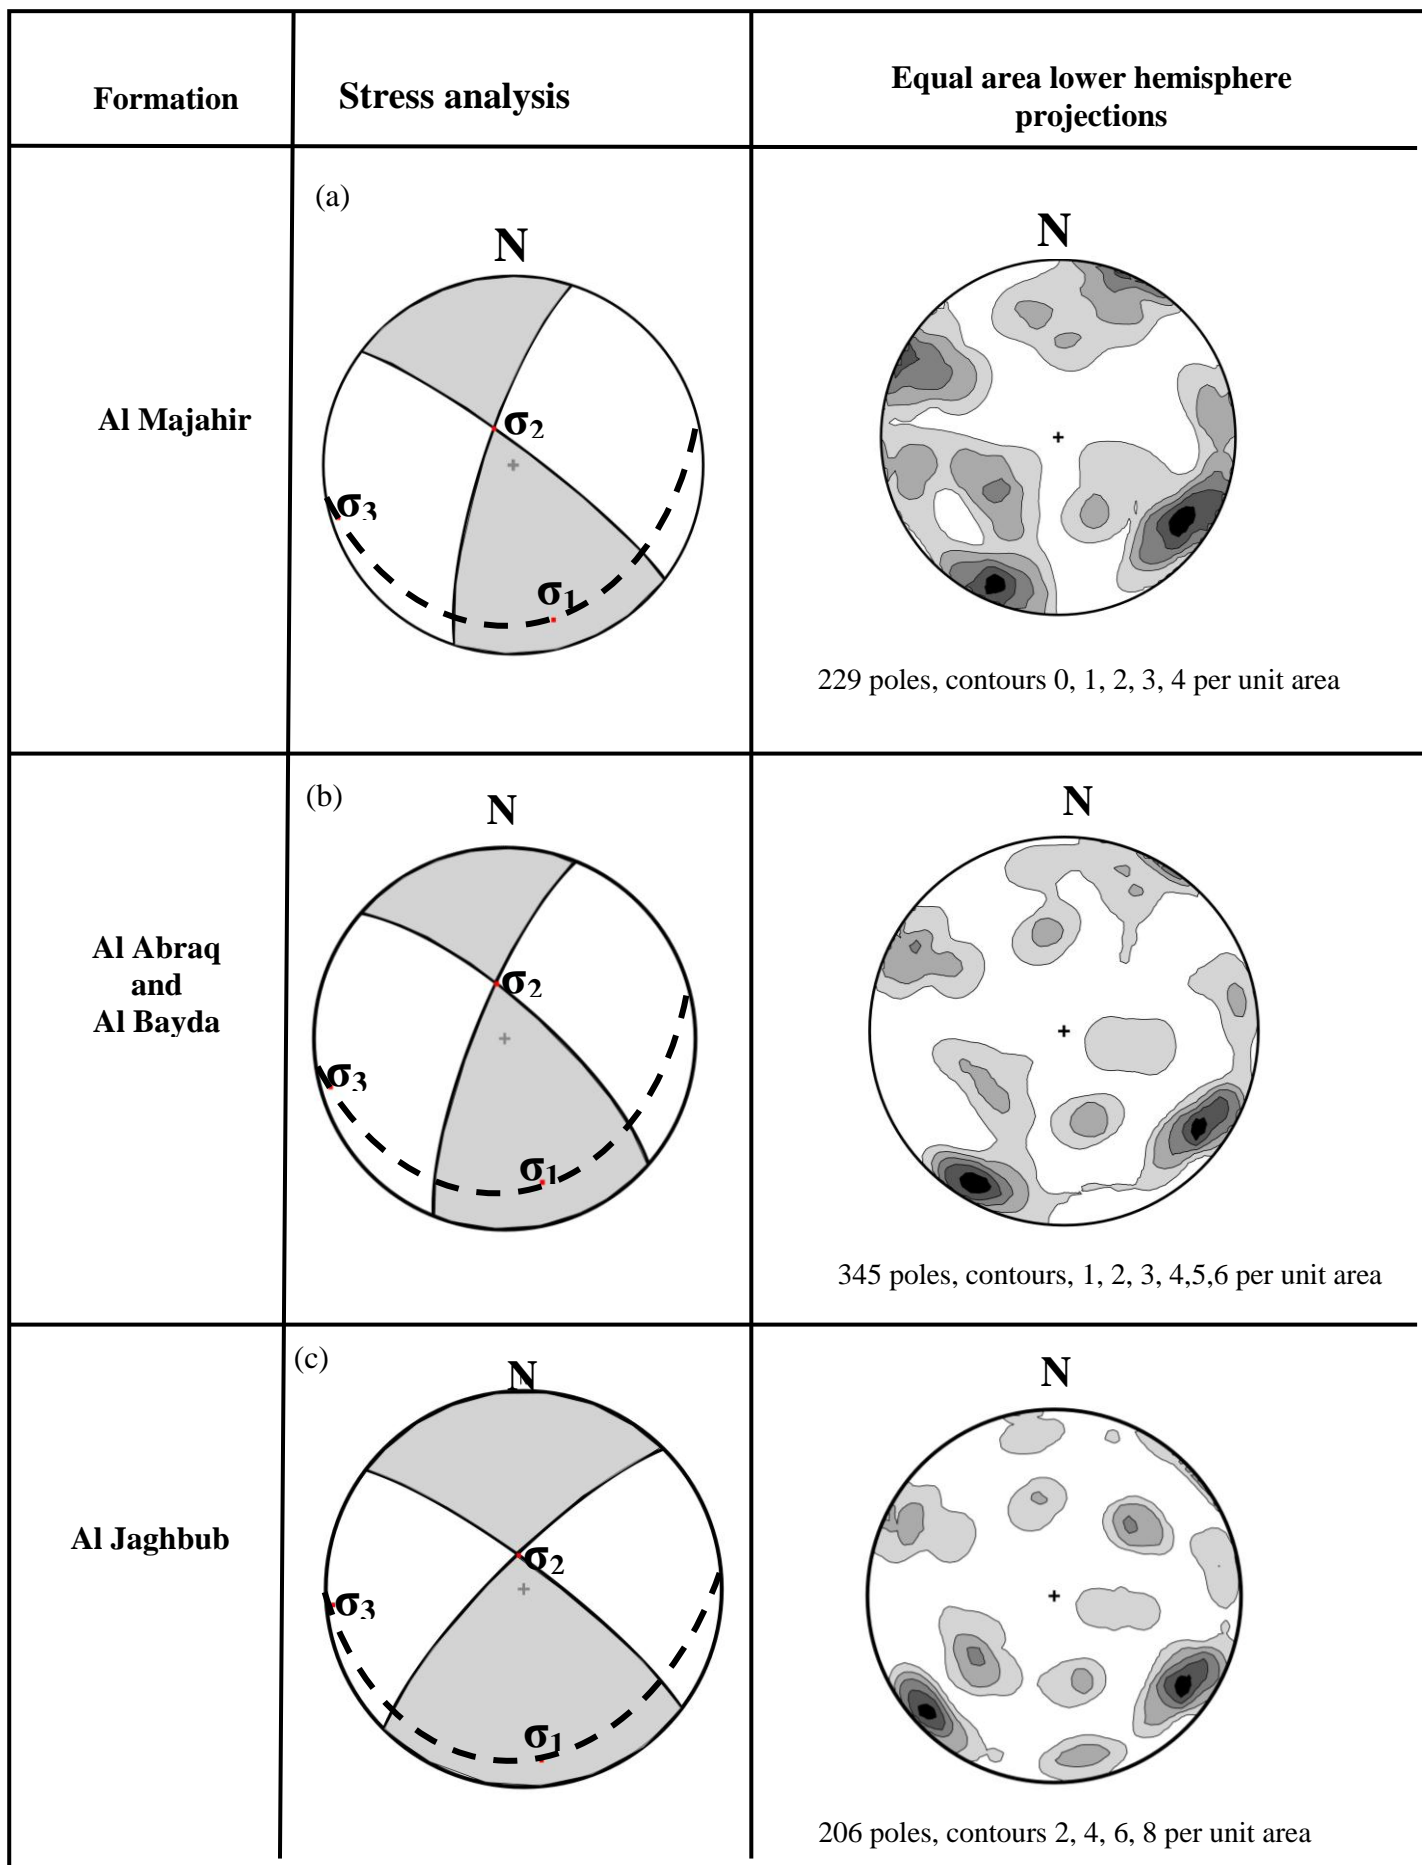 Formation
Stress analysis
Equal area lower hemisphere
projections
Al Majahir
(a)
N
σ2
σ3
σ1
N
229 poles, contours 0, 1, 2, 3, 4 per unit area
Al Abraq
and
Al Bayda
(b)
N
σ2
σ3
σ1
N
345 poles, contours, 1, 2, 3, 4,5,6 per unit area
Al Jaghbub
(c)
N
σ2
σ3
σ1
N
206 poles, contours 2, 4, 6, 8 per unit area